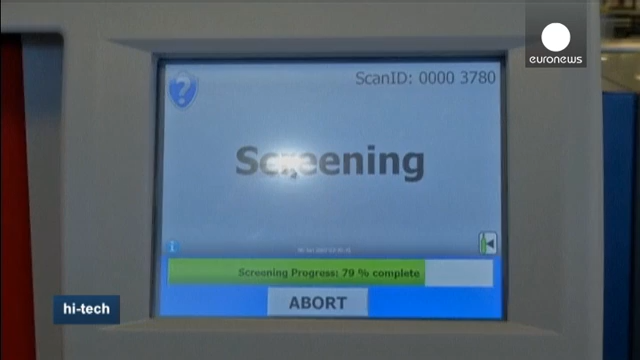 euronews
ScanID: 0000 3780
Screening
Screening Progress: 79 % complete
ABORT
hi-tech